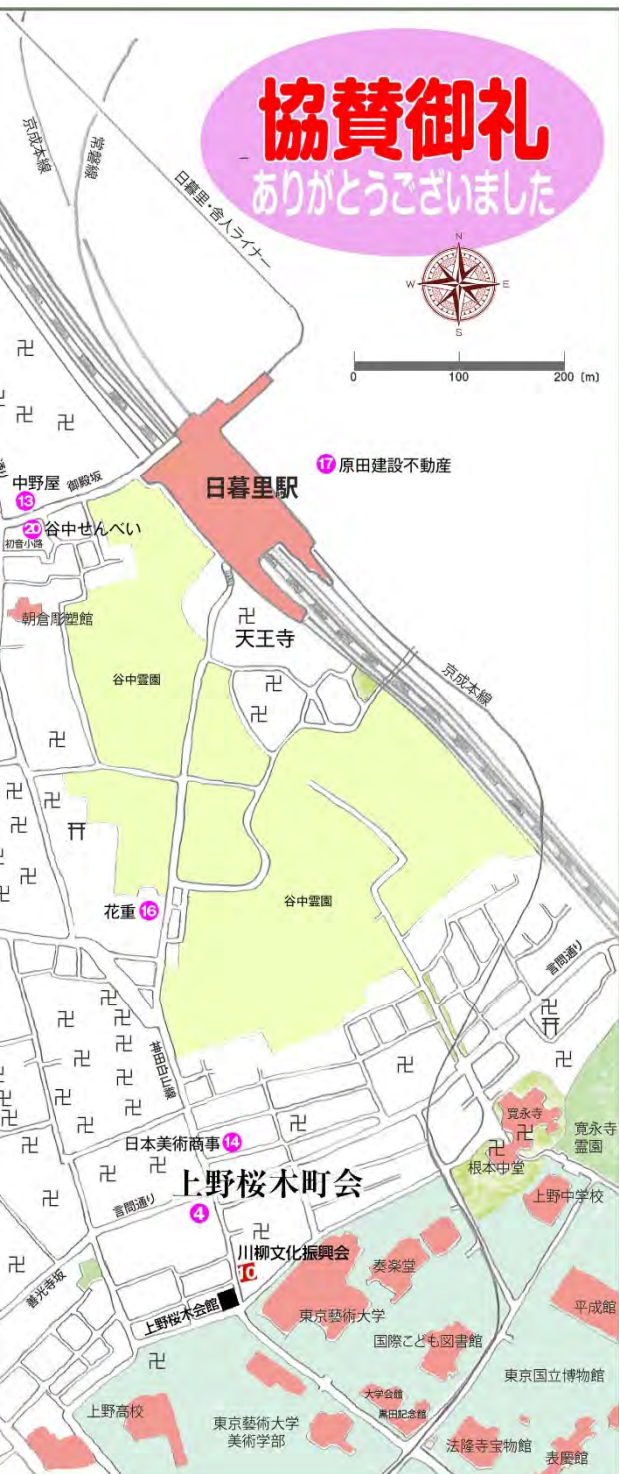 協賛御礼
ありがとうございました
京成本線
常磐線
日暮里・舎人ライナー
N
W
E
S
0
100
200 (m)
17 原田建設不動産
日暮里駅
中野屋
13
御殿坂
20 谷中せんべい
初音小路
朝倉彫塑館
天王寺
谷中霊園
京成本線
花重 16
谷中霊園
言問通り
神田白山線
寛永寺
寛永寺
霊園
根本中堂
日本美術商事 14
上野桜木町会
言問通り
4
上野中学校
川柳文化振興会
10
善光寺坂
上野桜木会館
奏楽堂
東京藝術大学
国際こども図書館
平成館
東京国立博物館
大学会館
黒田記念館
上野高校
東京藝術大学
美術学部
法隆寺宝物館
表慶館